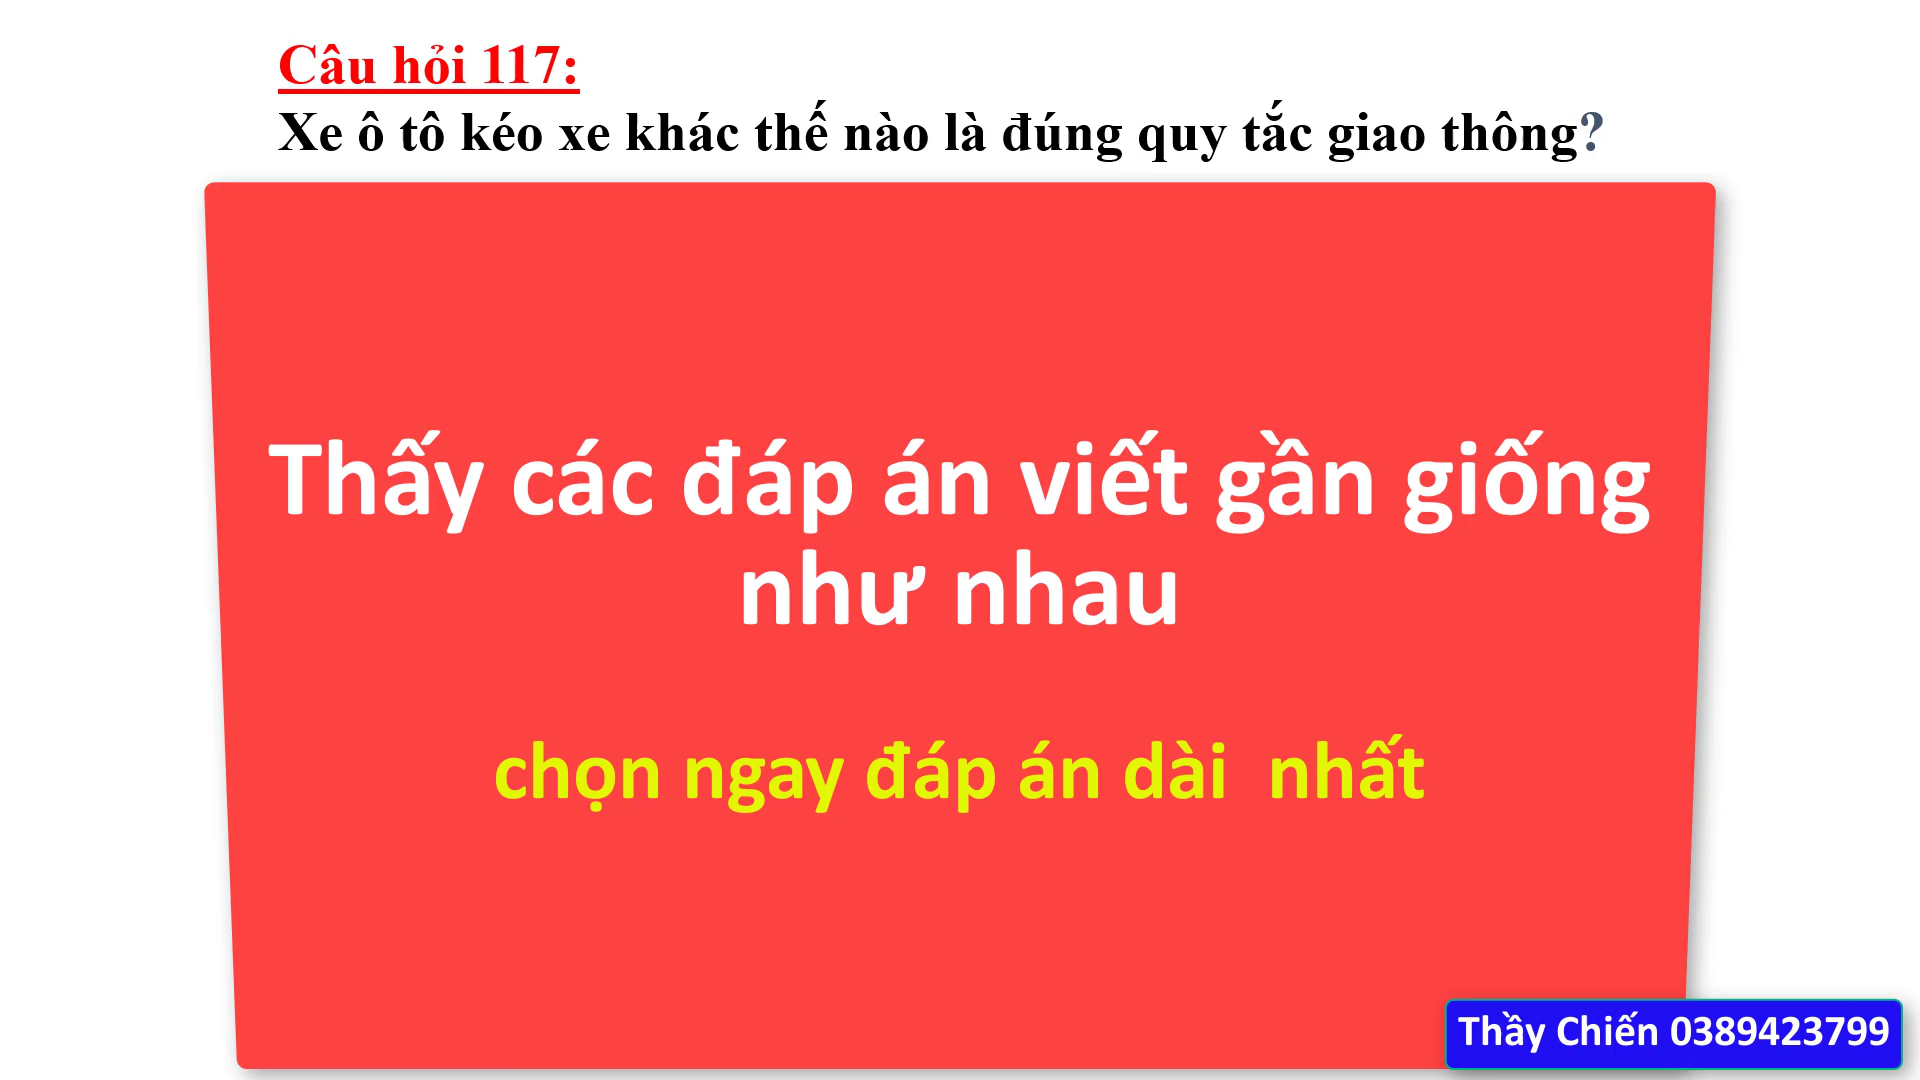 Câu hỏi 117:
Xe ô tô kéo xe khác thế nào là đúng quy tắc giao thông?
Thấy các đáp án viết gần giống
như nhau
chọn ngay đáp án dài  nhất
Thầy Chiến 0389423799